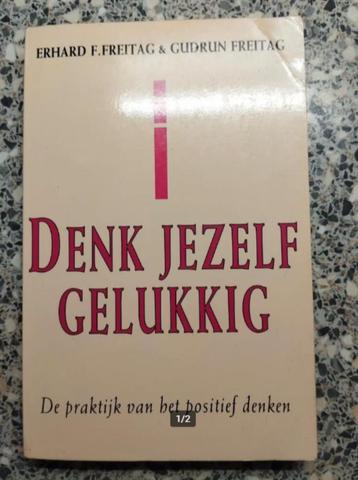 ERHARD F.FREITAG & GUDRUN FREITAG
DENK JEZELF
GELUKKIG
De praktijk van het positief denken
1/2